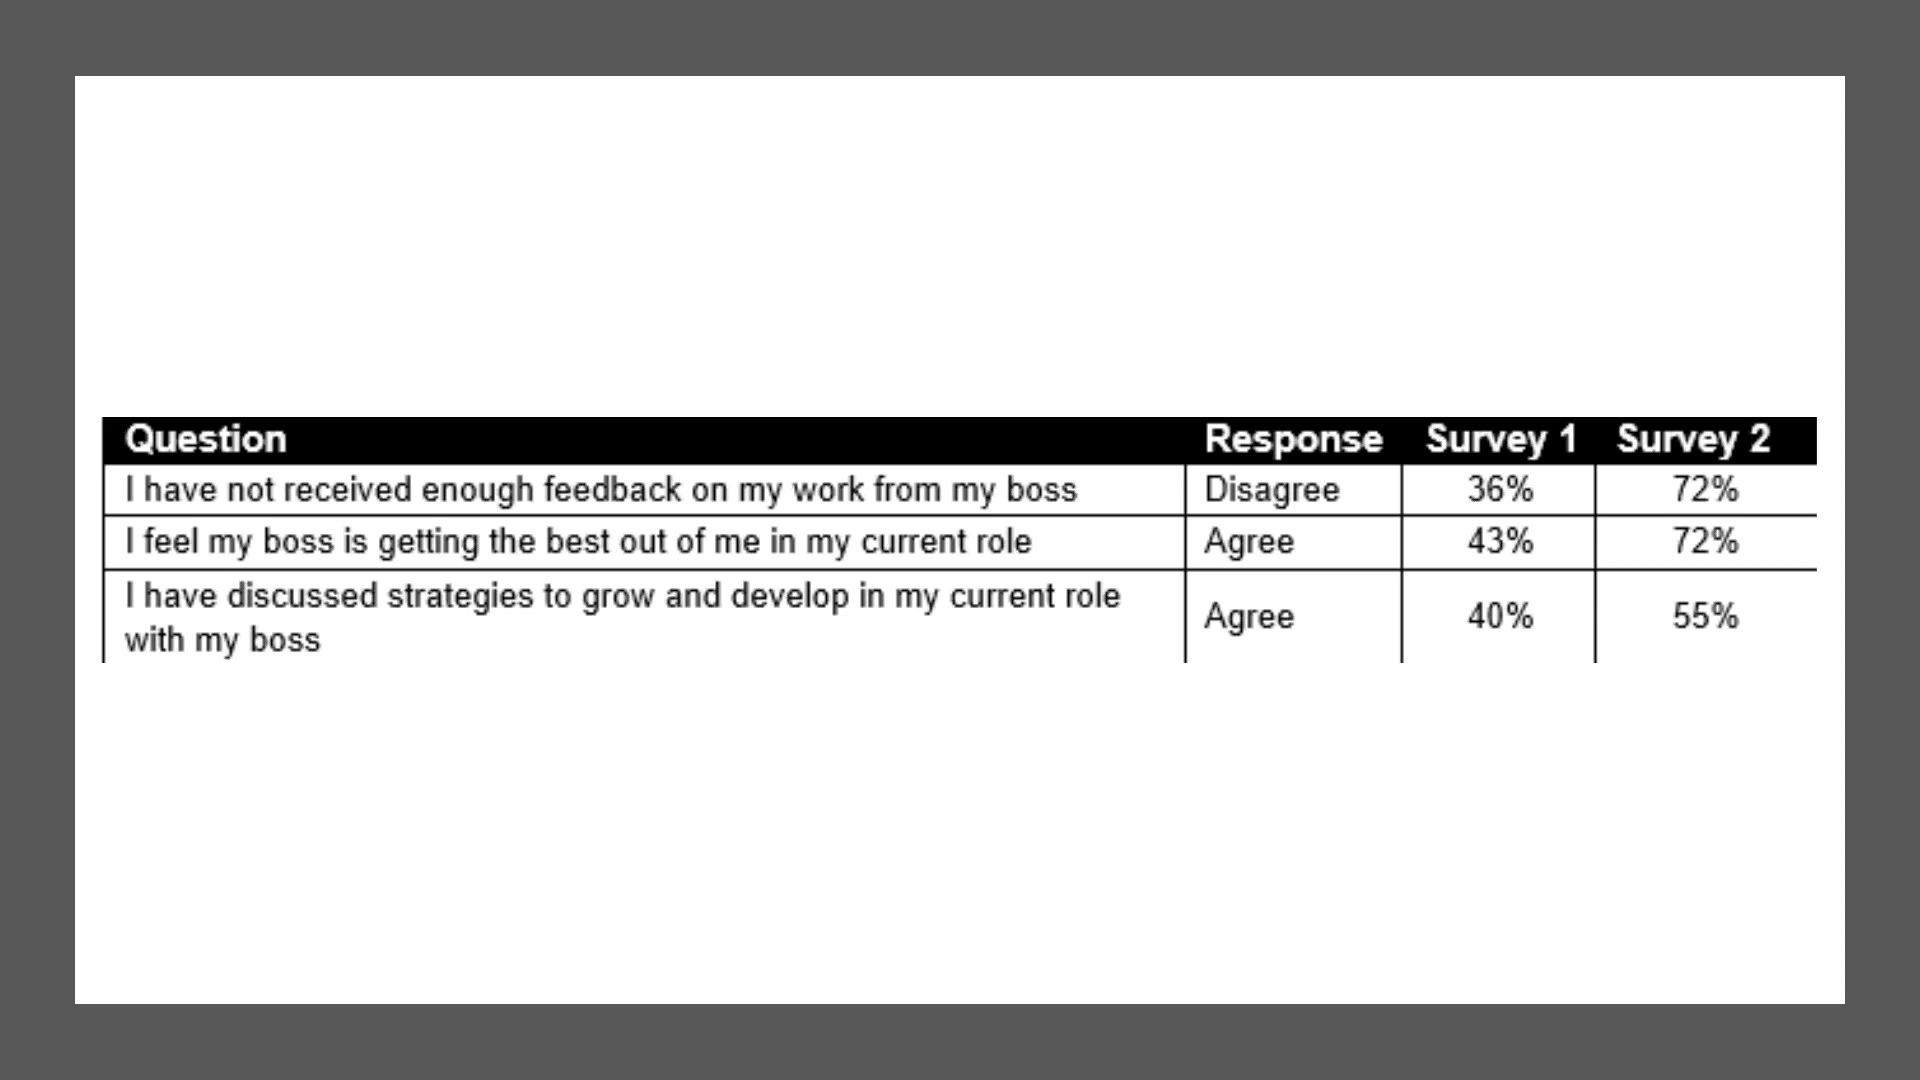 Question Response Survey 1 Survey 2
I have not received enough feedback on my work from my boss Disagree 36% 72%
I feel my boss is getting the best out of me in my current role Agree 43% 72%
I have discussed strategies to grow and develop in my current role
with my boss Agree 40% 55%